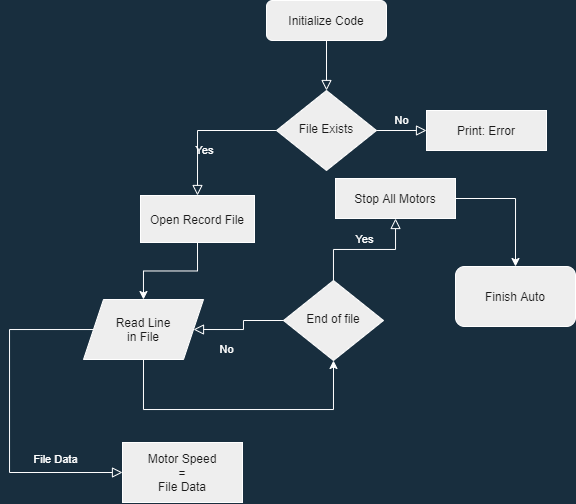 Initialize Code
File Exists
No
Print: Error
Yes
Stop All Motors
Open Record File
Yes
Finish Auto
End of file
Read Line
in File
No
File Data
Motor Speed
=
File Data